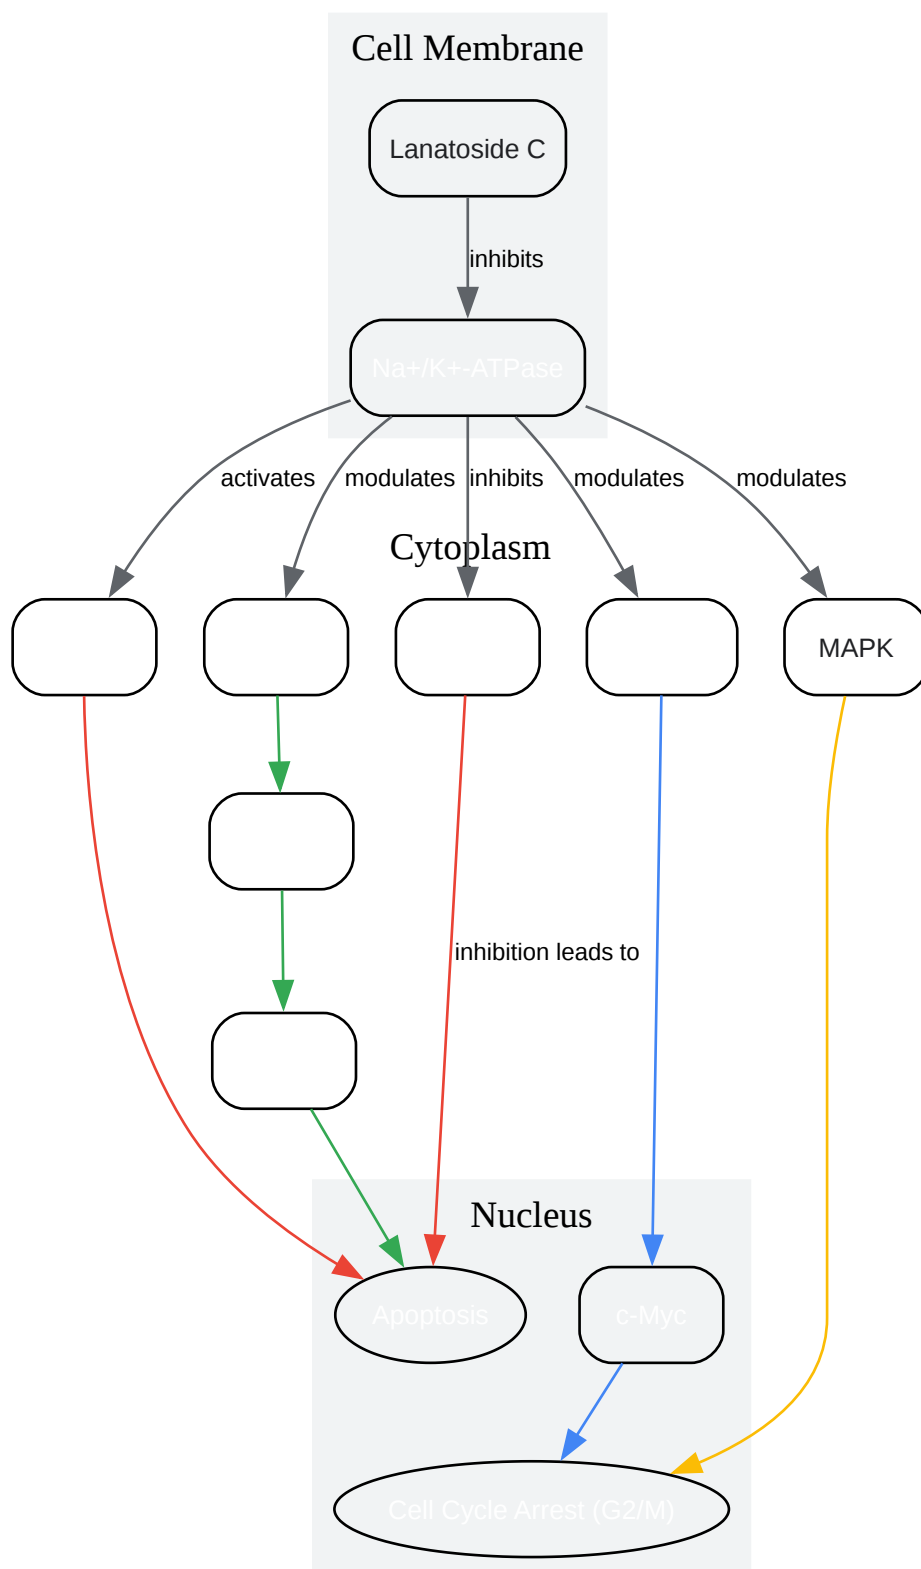 Cell Membrane
Lanatoside C
inhibits
Na+/K+-ATPase
activates
modulates
inhibits
modulates
modulates
Cytoplasm
MAPK
inhibition leads to
Nucleus
Apoptosis
c-Myc
Cell Cycle Arrest (G2/M)